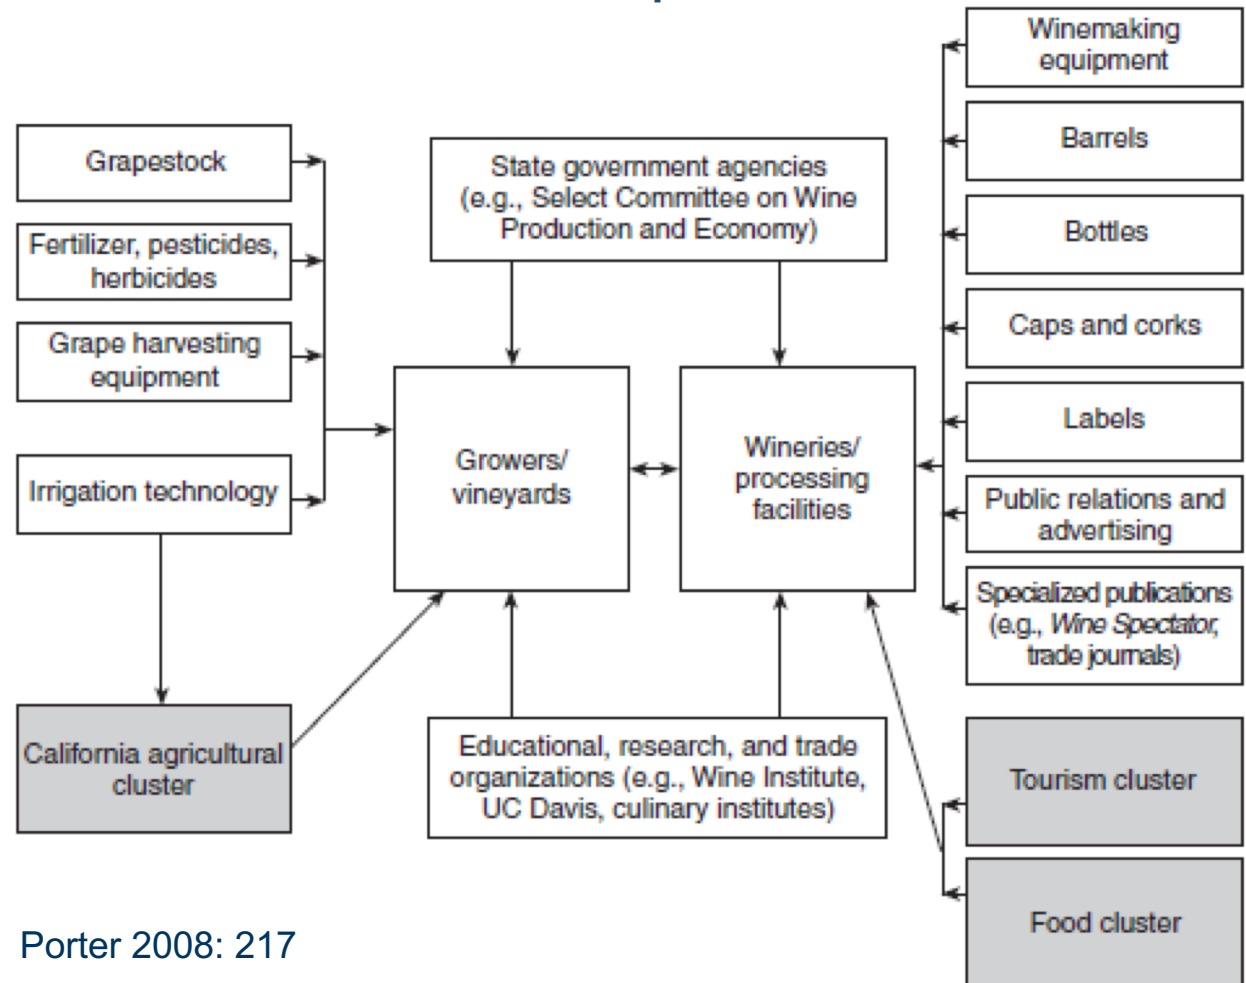 Winemaking
equipment
Barrels
Bottles
Caps and corks
Labels
Public relations and
advertising
Specialized publications
(e.g., Wine Spectator,
trade journals)
Tourism cluster
Food cluster
State government agencies
(e.g., Select Committee on Wine
Production and Economy)
Grapestock
Fertilizer, pesticides,
herbicides
Grape harvesting
equipment
Irrigation technology
Growers/
vineyards
Wineries/
processing
facilities
California agricultural
cluster
Educational, research, and trade
organizations (e.g., Wine Institute,
UC Davis, culinary institutes)
Porter 2008: 217